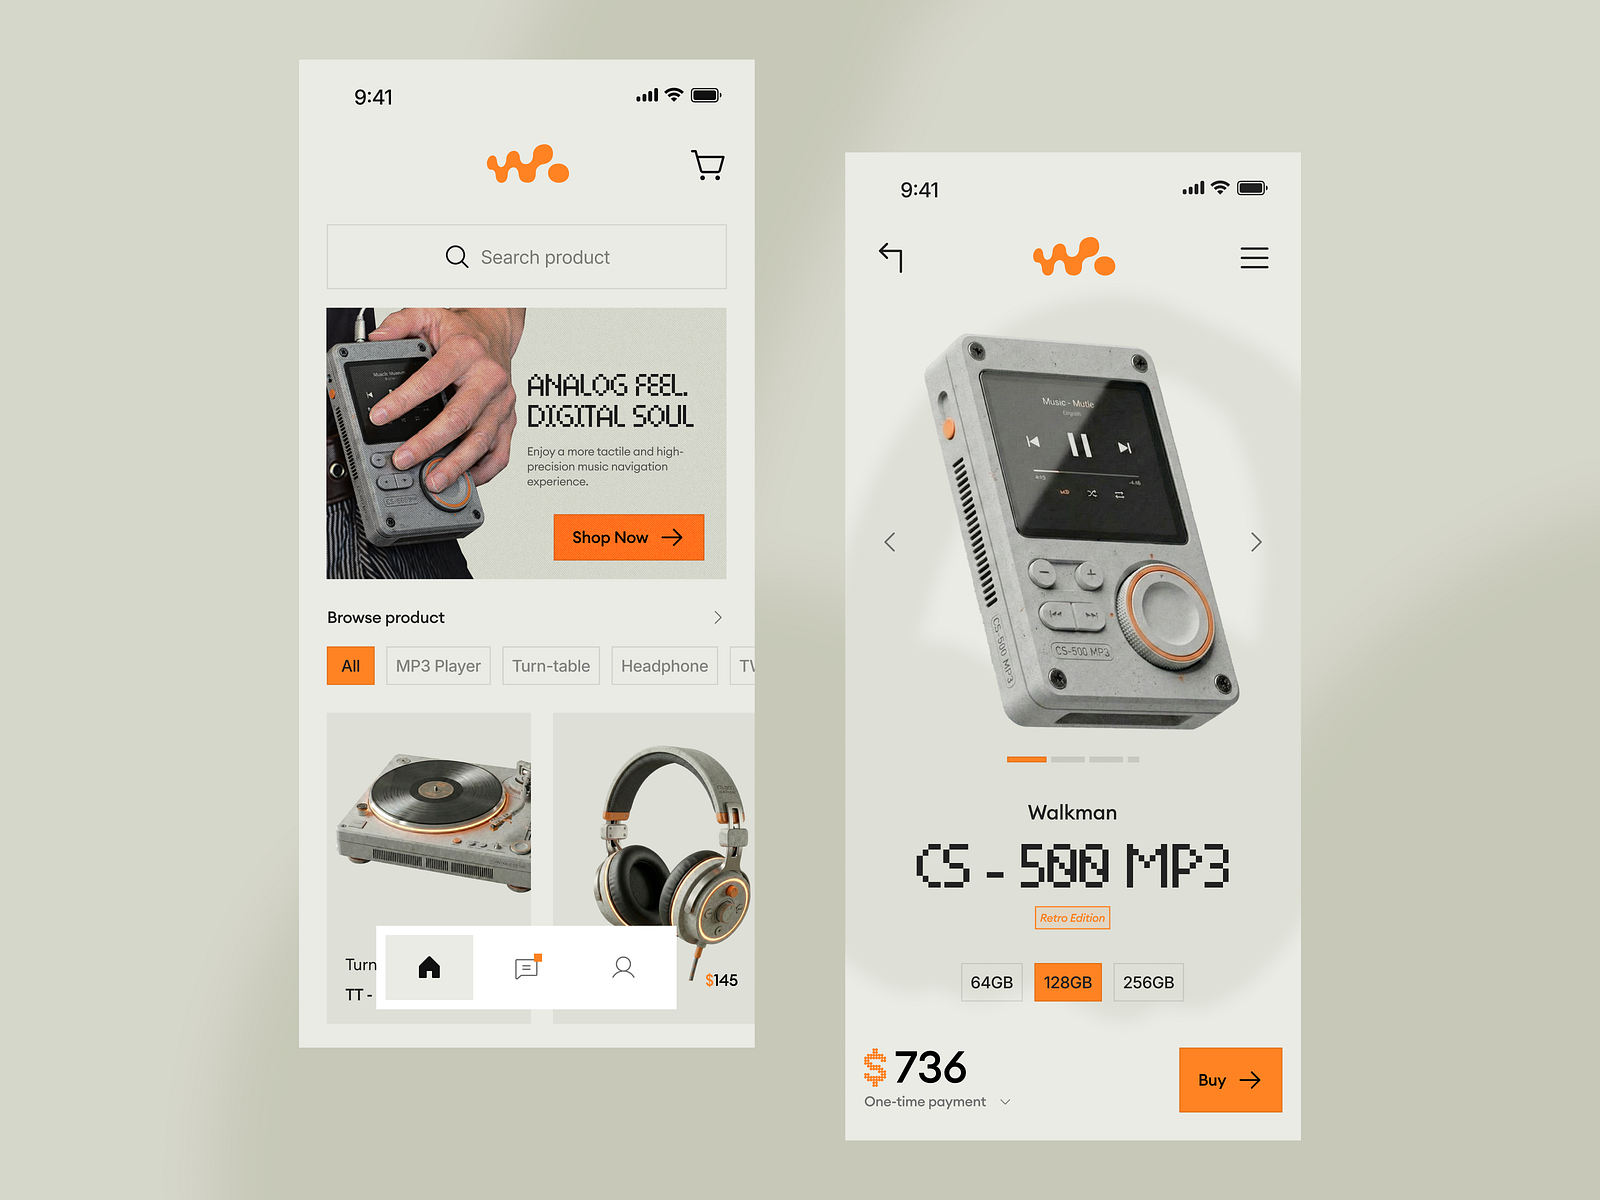 9:41
Search product
ANALOG FEEL.
DIGITAL SOUL
Enjoy a more tactile and high-
precision music navigation
experience.
Shop Now
Browse product
All
MP3 Player
Turn-table
Headphone
TW
Turn
TT -
$145
9:41
Music - Mutle
CS-500 MP3
CS-500 MP3
Walkman
CS - 500 MP3
Retro Edition
64GB
128GB
256GB
$736
One-time payment
Buy